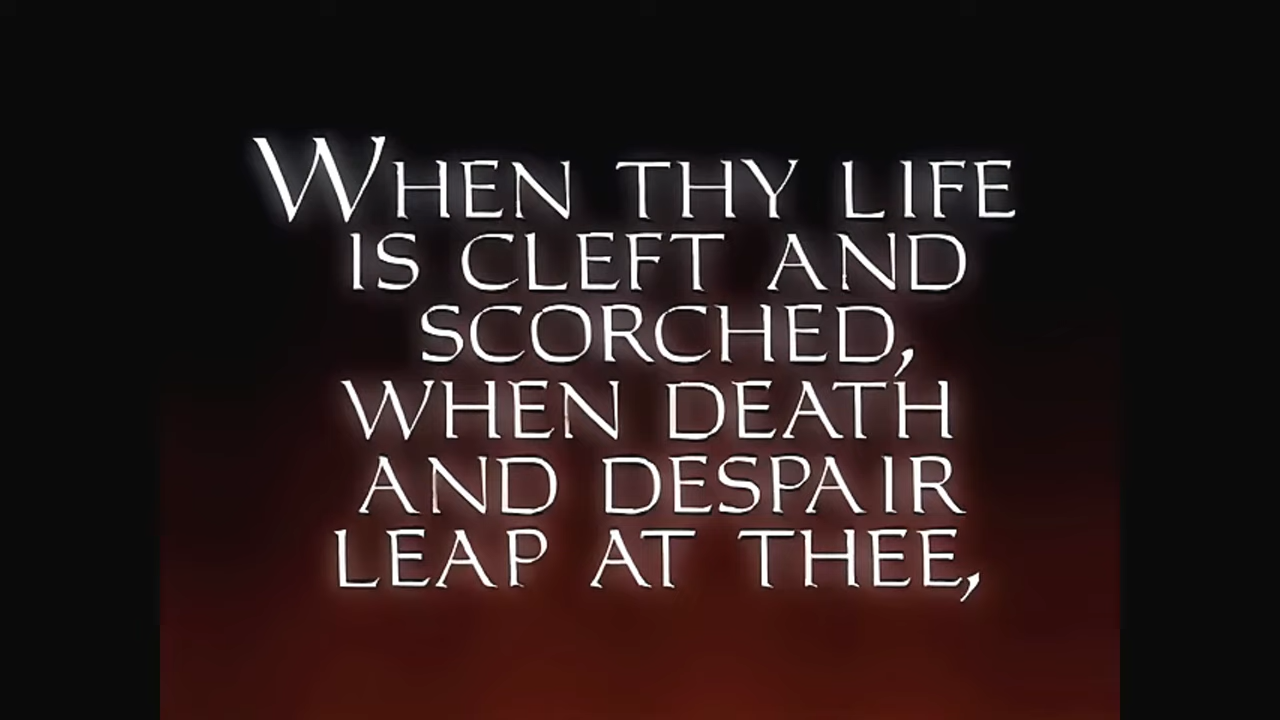 WHEN THY LIFE
IS CLEFT AND
SCORCHED,
WHEN DEATH
AND DESPAIR
LEAP AT THEE,